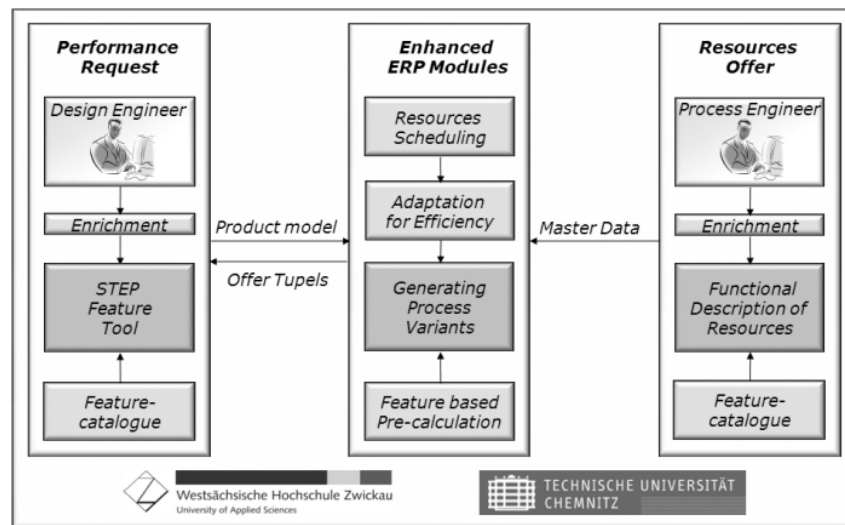 Performance
Request
Design Engineer
Enrichment
STEP
Feature
Tool
Feature-
catalogue
Product model
Offer Tupels
Enhanced
ERP Modules
Resources
Scheduling
Adaptation
for Efficiency
Generating
Process
Variants
Feature based
Pre-calculation
Master Data
Resources
Offer
Process Engineer
Enrichment
Functional
Description of
Resources
Feature-
catalogue
Westsächsische Hochschule Zwickau
University of Applied Sciences
TECHNISCHE UNIVERSITÄT
CHEMNITZ